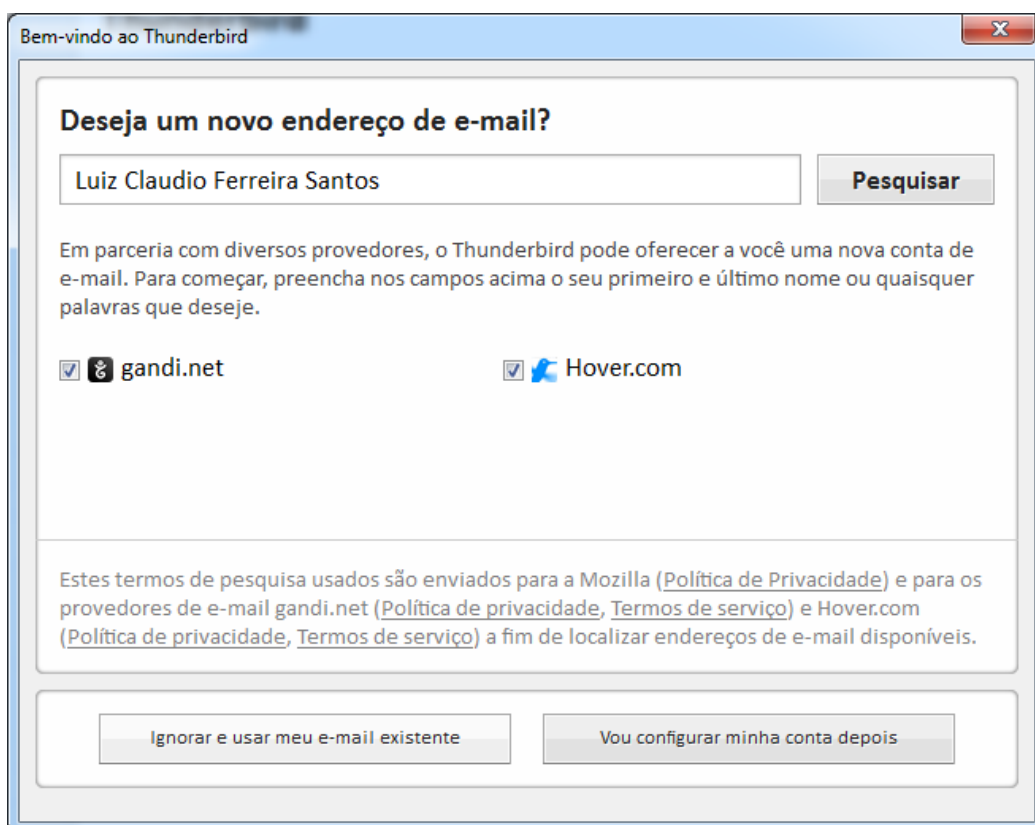 Thunderbird
Bem-vindo ao Thunderbird
Deseja um novo endereço de e-mail?
Luiz Claudio Ferreira Santos
Pesquisar
Em parceria com diversos provedores, o Thunderbird pode oferecer a você uma nova conta de
e-mail. Para começar, preencha nos campos acima o seu primeiro e último nome ou quaisquer
palavras que deseje.
gandi.net
Hover.com
Estes termos de pesquisa usados são enviados para a Mozilla (Política de Privacidade) e para os
provedores de e-mail gandi.net (Política de privacidade, Termos de serviço) e Hover.com
(Política de privacidade, Termos de serviço) a fim de localizar endereços de e-mail disponíveis.
Ignorar e usar meu e-mail existente
Vou configurar minha conta depois